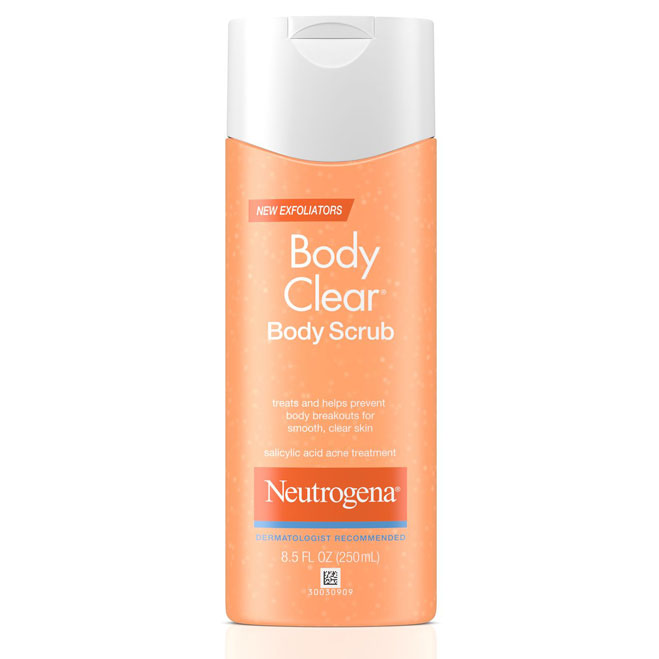 NEW EXFOLIATORS
Body
Clear®
Body Scrub
treats and helps prevent
body breakouts for
smooth, clear skin
salicylic acid acne treatment
Neutrogena®
DERMATOLOGIST RECOMMENDED
8.5 FL OZ (250mL)
30030909